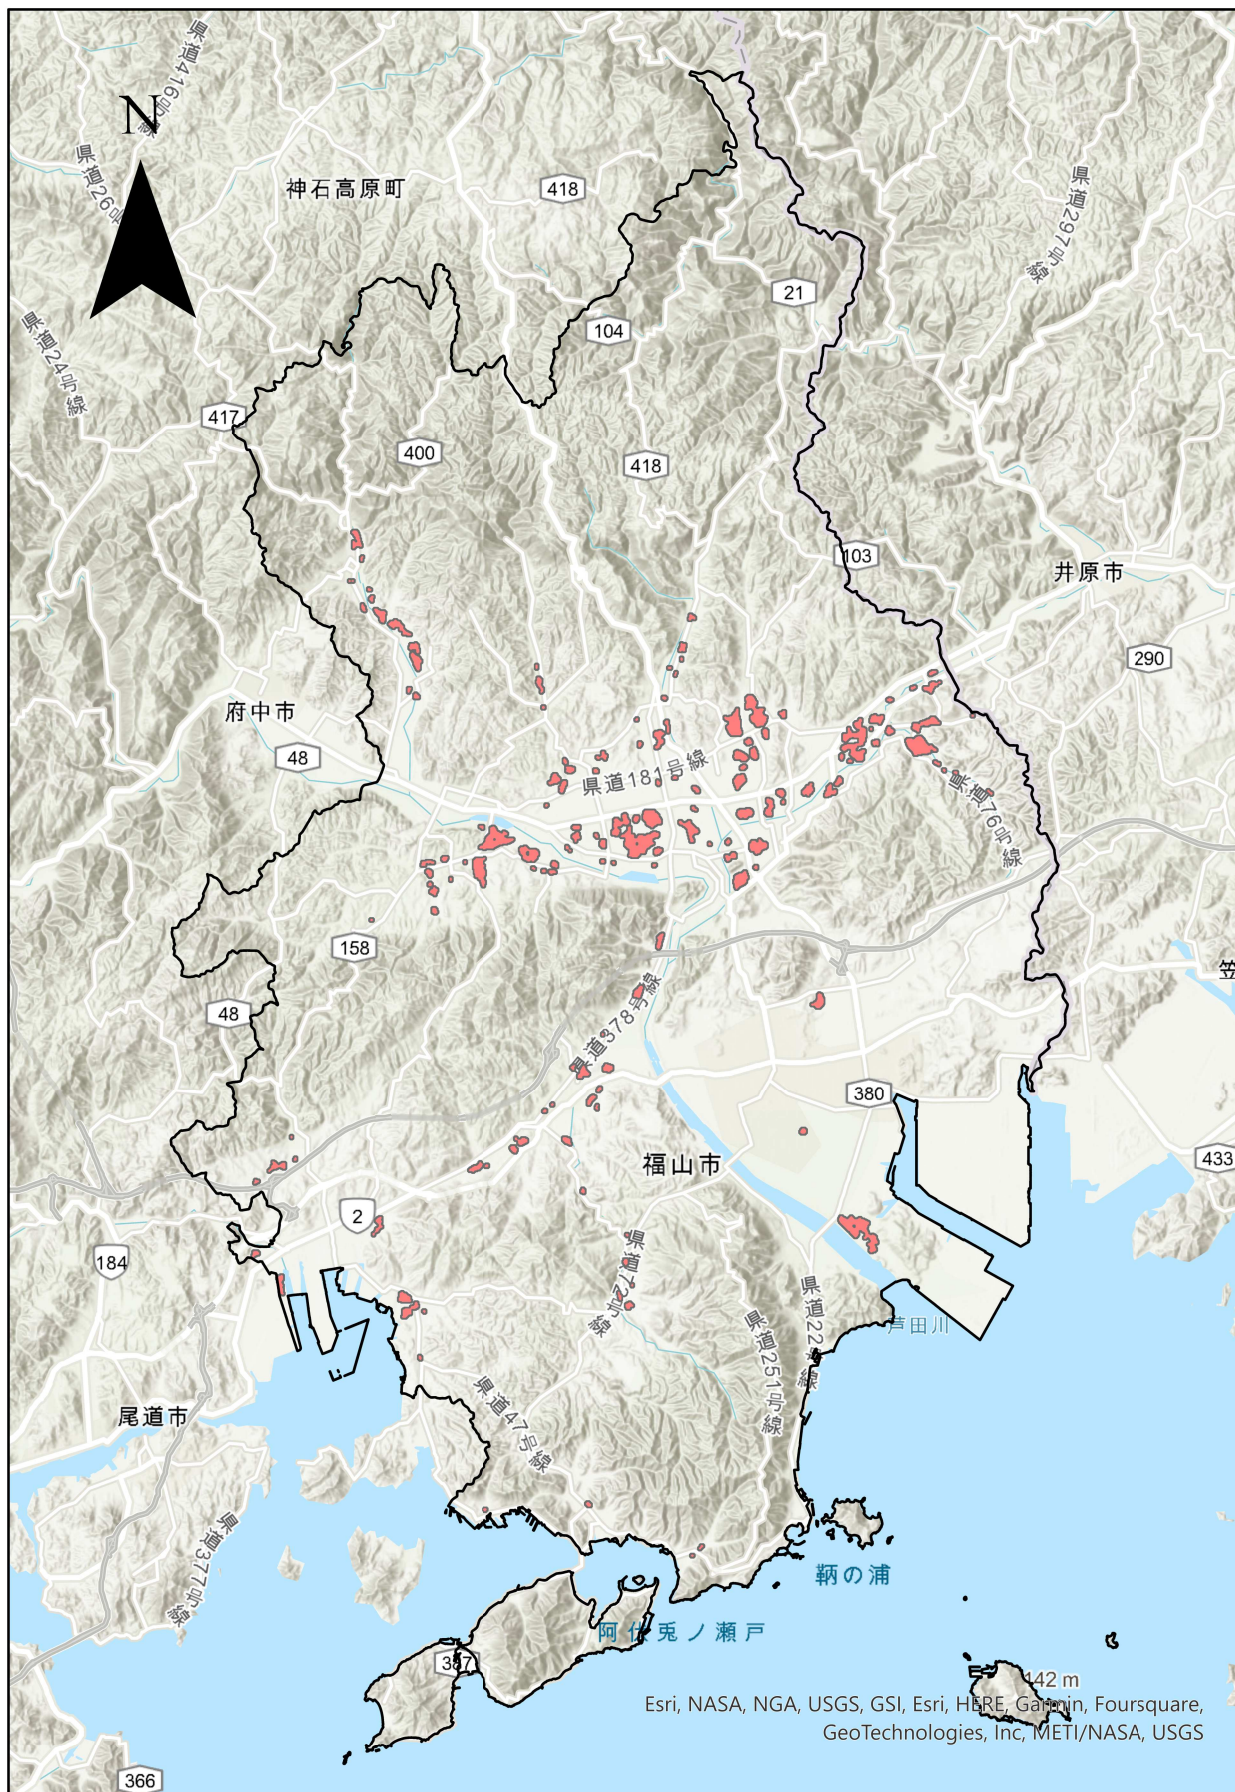 県道416号線
N
県道26号
神石高原町
418
県道297号線
21
県道24号線
104
417
400
418
103
井原市
290
府中市
48
県道181号線
県道76号線
158
笠
48
県道378号線
380
福山市
433
2
184
県道72号線
県道22号線
県道251号線
芦田川
県道47号線
尾道市
県道377号線
鞆の浦
阿伏兎ノ瀬戸
387
142 m
Esri, NASA, NGA, USGS, GSI, Esri, HERE, Garmin, Foursquare,
GeoTechnologies, Inc, METI/NASA, USGS
366